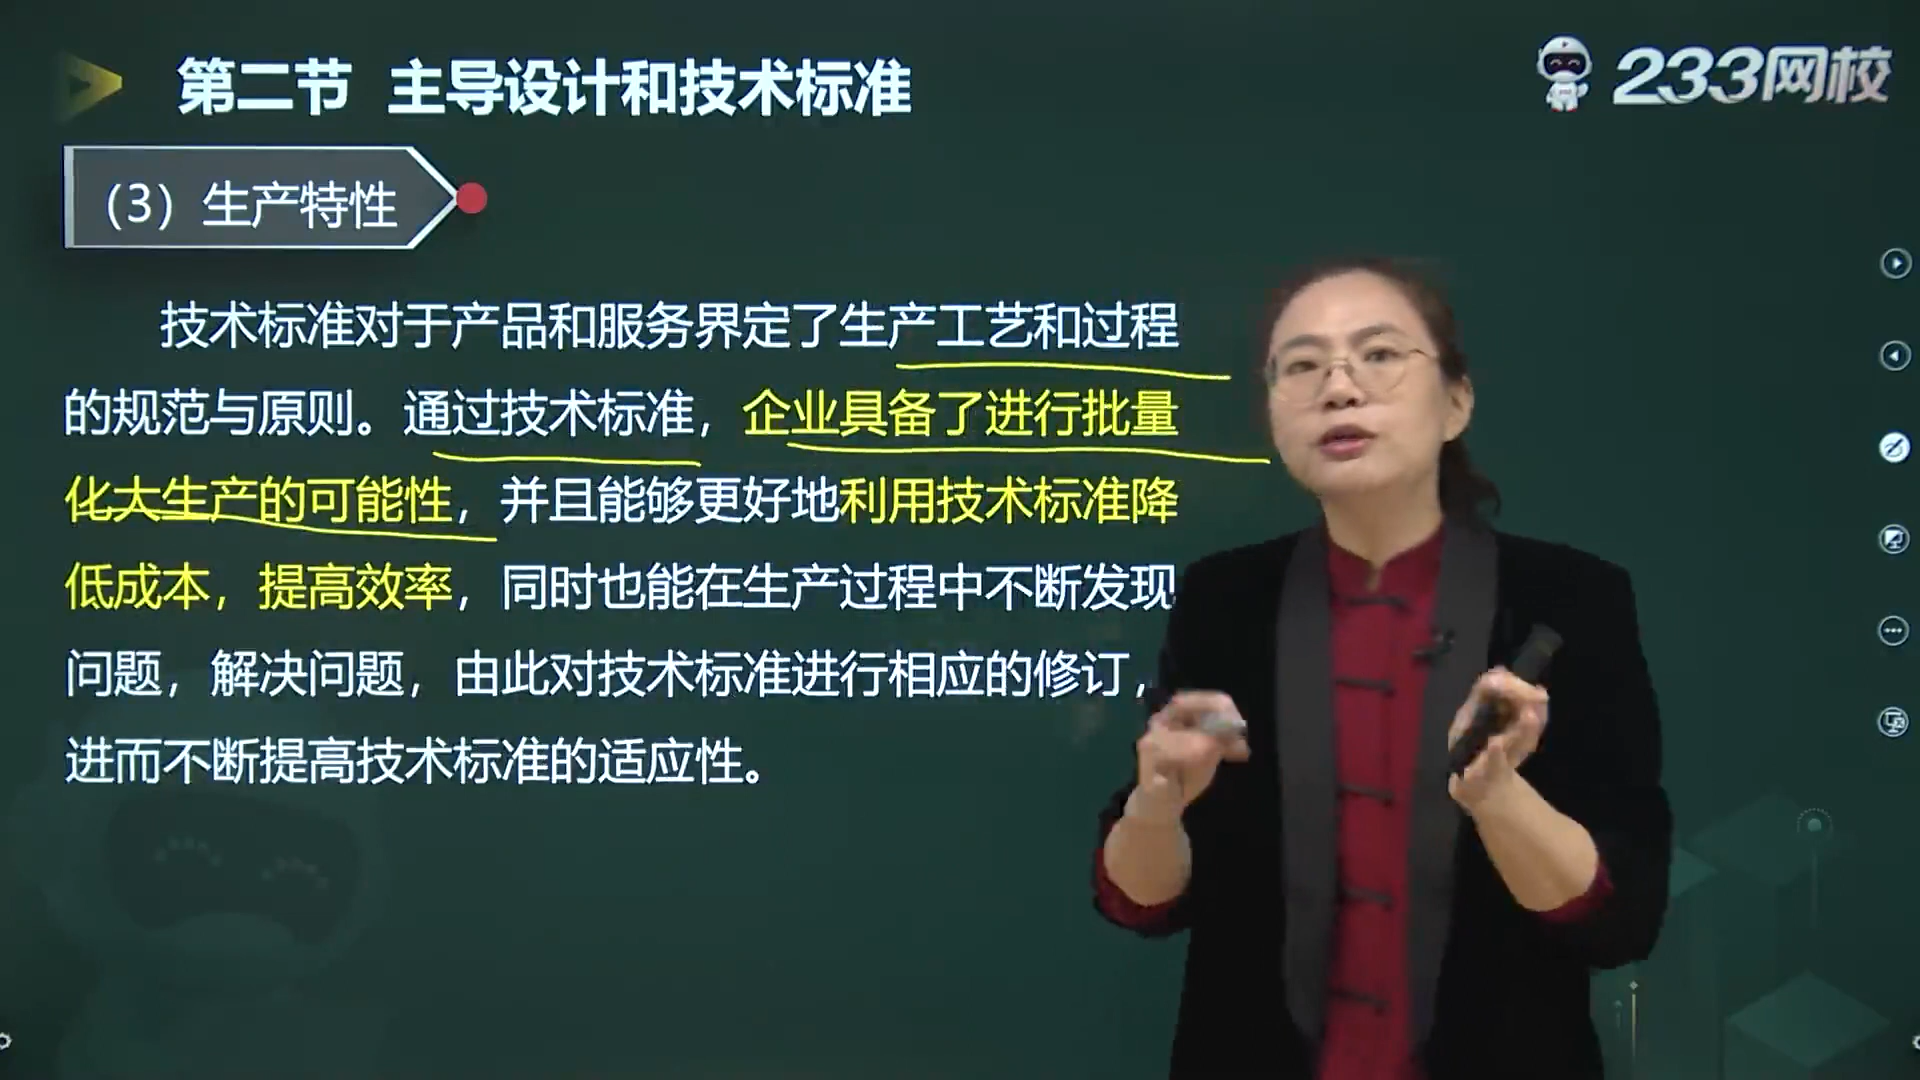 第二节 主导设计和技术标准
233网校
（3）生产特性
技术标准对于产品和服务界定了生产工艺和过程
的规范与原则。通过技术标准，企业具备了进行批量
化大生产的可能性，并且能够更好地利用技术标准降
低成本，提高效率，同时也能在生产过程中不断发现
问题，解决问题，由此对技术标准进行相应的修订，
进而不断提高技术标准的适应性。